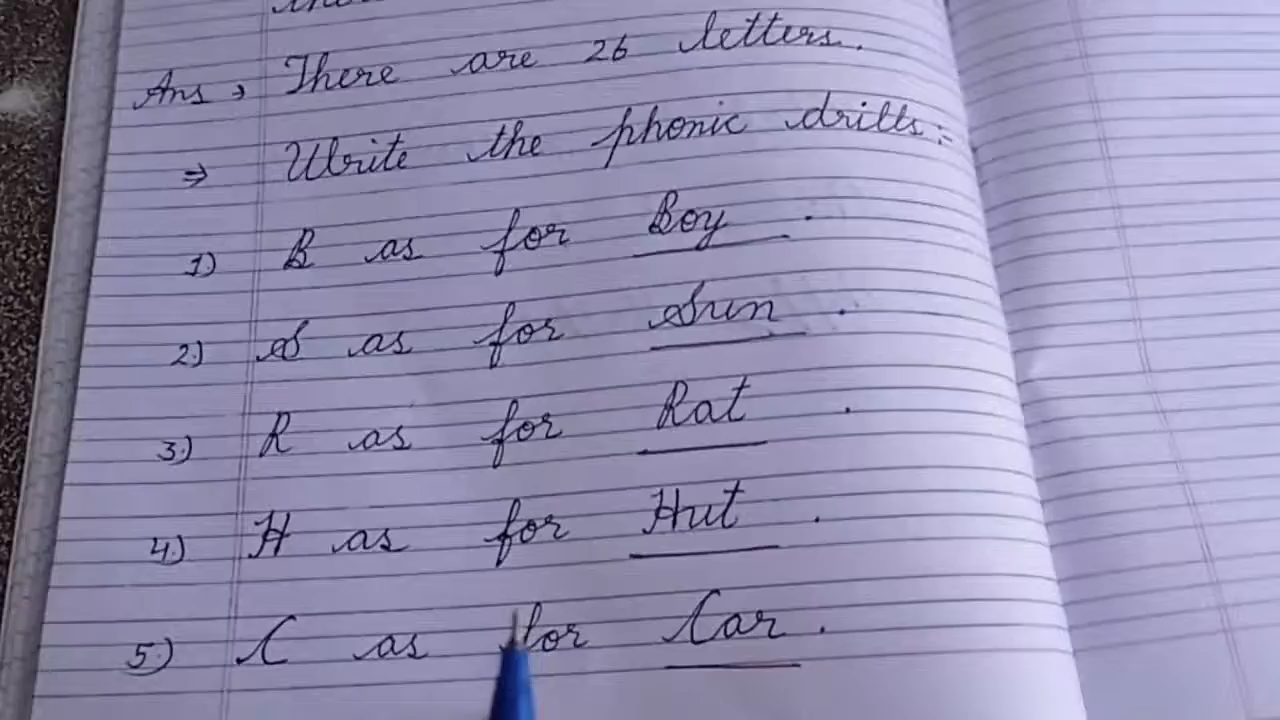 Ans → There are 26 letters.
⇒ Write the phonic drills:-
1) B as for Boy .
2.) S as for Sun .
3.) R as for Rat .
4.) H as for Hut .
5.) C as for Car .